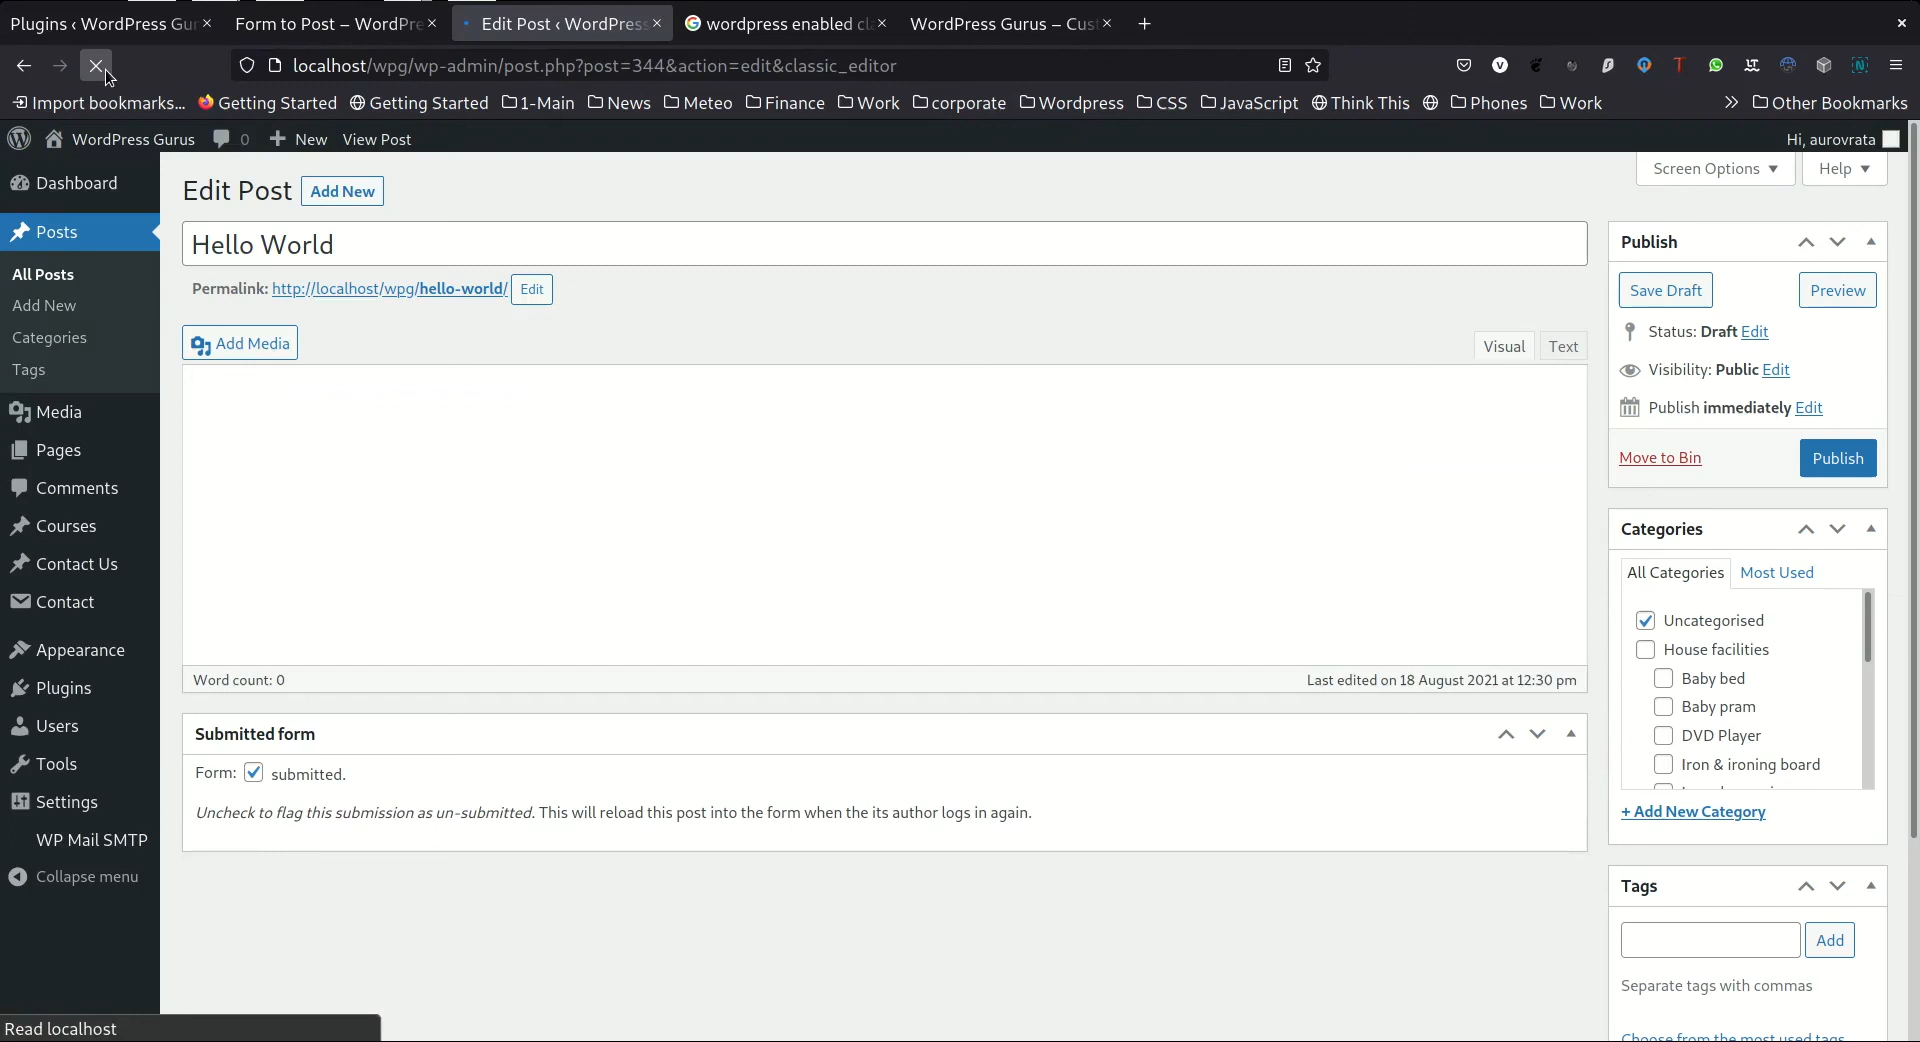 Plugins ‹ WordPress Gur
Form to Post – WordPre
Edit Post ‹ WordPress
wordpress enabled cla
WordPress Gurus – Cust
localhost/wpg/wp-admin/post.php?post=344&action=edit&classic_editor
Import bookmarks... Getting Started Getting Started 1-Main News Meteo Finance Work corporate Wordpress CSS JavaScript Think This Phones Work Other Bookmarks
WordPress Gurus 0 New View Post Hi, aurovrata
Dashboard
Posts
All Posts
Add New
Categories
Tags
Media
Pages
Comments
Courses
Contact Us
Contact
Appearance
Plugins
Users
Tools
Settings
WP Mail SMTP
Collapse menu
Screen Options Help
Edit Post Add New
Hello World
Permalink: http://localhost/wpg/hello-world/ Edit
Add Media Visual Text
Word count: 0 Last edited on 18 August 2021 at 12:30 pm
Submitted form
Form: submitted.
Uncheck to flag this submission as un-submitted. This will reload this post into the form when the its author logs in again.
Publish
Save Draft Preview
Status: Draft Edit
Visibility: Public Edit
Publish immediately Edit
Move to Bin Publish
Categories
All Categories Most Used
Uncategorised
House facilities
Baby bed
Baby pram
DVD Player
Iron & ironing board
+ Add New Category
Tags
Add
Separate tags with commas
Choose from the most used tags
Read localhost